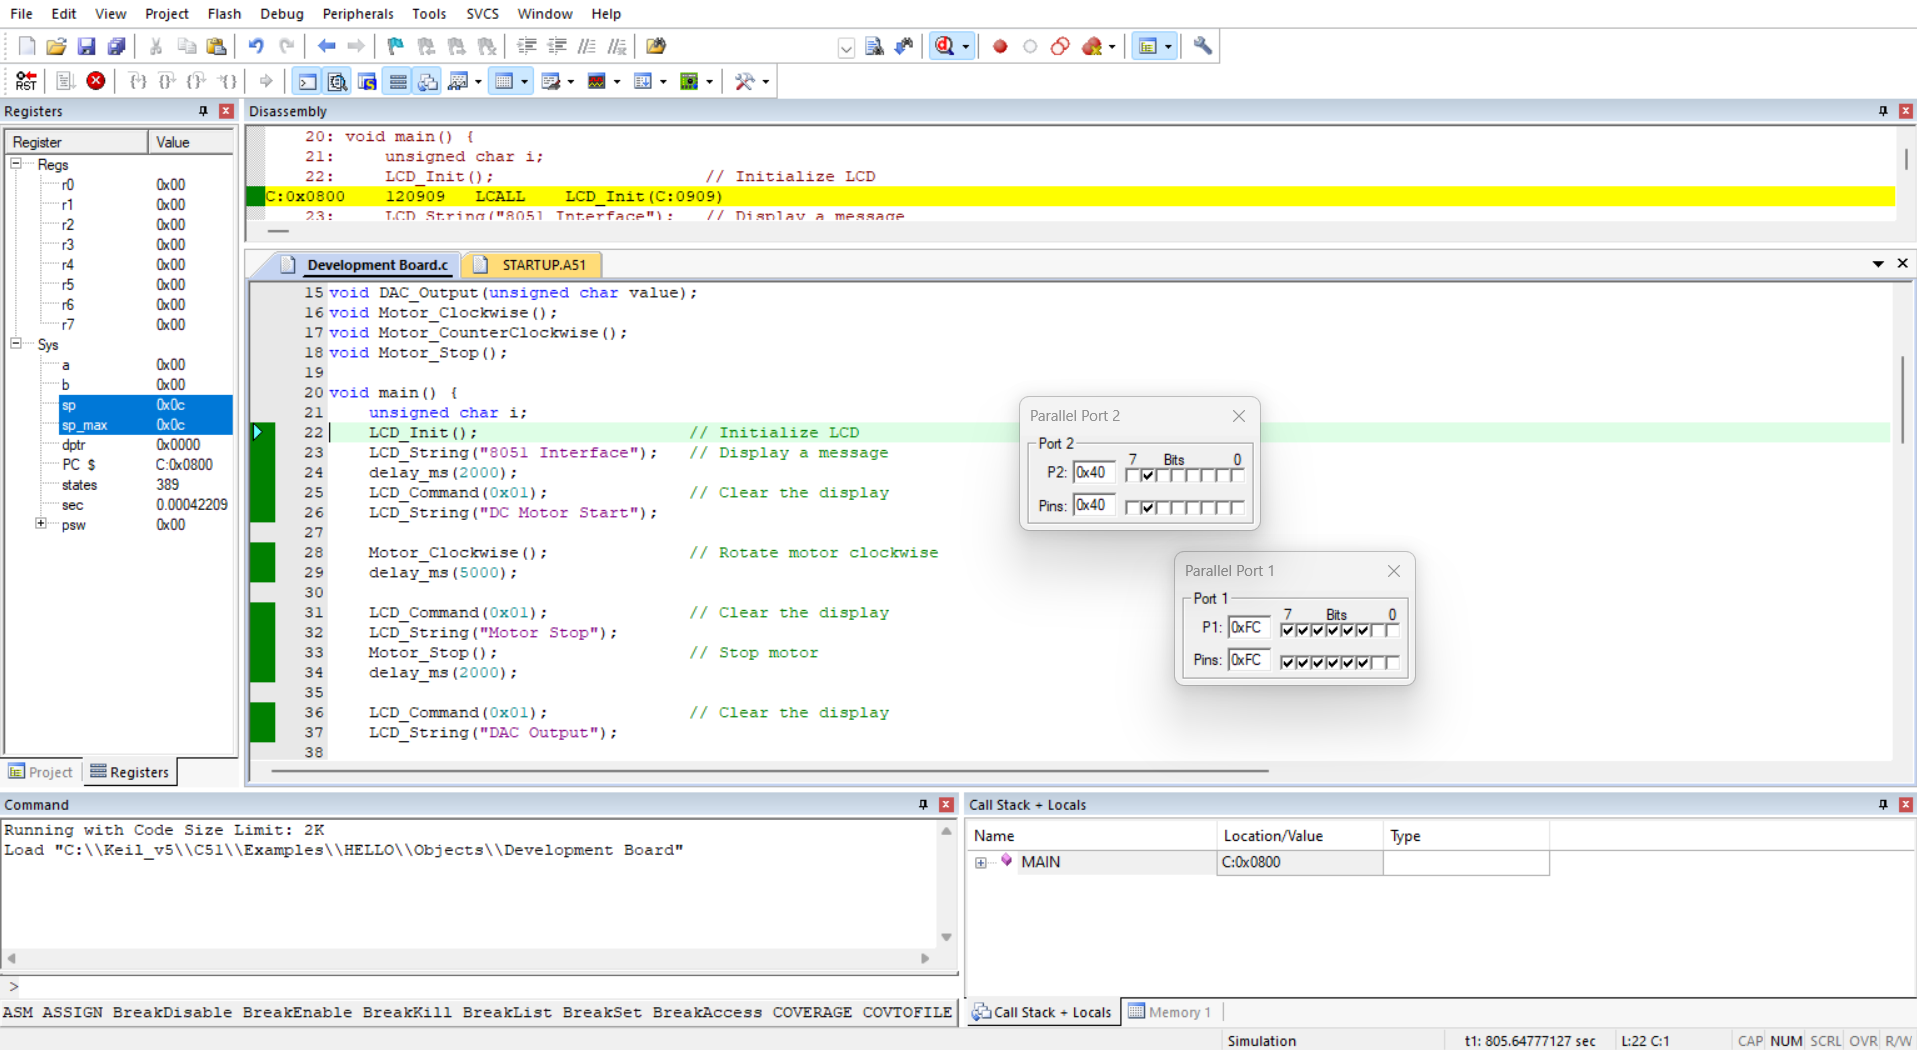 File Edit View Project Flash Debug Peripherals Tools SVCS Window Help
RST
Registers
Register Value
Regs
r0 0x00
r1 0x00
r2 0x00
r3 0x00
r4 0x00
r5 0x00
r6 0x00
r7 0x00
Sys
a 0x00
b 0x00
sp 0x0c
sp_max 0x0c
dptr 0x0000
PC $ C:0x0800
states 389
sec 0.00042209
psw 0x00
Project Registers
Disassembly
20: void main() {
21: unsigned char i;
22: LCD_Init(); // Initialize LCD
C:0x0800 120909 LCALL LCD_Init(C:0909)
23: LCD_String("8051 Interface"); // Display a message
Development Board.c STARTUP.A51
15 void DAC_Output(unsigned char value);
16 void Motor_Clockwise();
17 void Motor_CounterClockwise();
18 void Motor_Stop();
19
20 void main() {
21 unsigned char i;
22 LCD_Init(); // Initialize LCD
23 LCD_String("8051 Interface"); // Display a message
24 delay_ms(2000);
25 LCD_Command(0x01); // Clear the display
26 LCD_String("DC Motor Start");
27
28 Motor_Clockwise(); // Rotate motor clockwise
29 delay_ms(5000);
30
31 LCD_Command(0x01); // Clear the display
32 LCD_String("Motor Stop");
33 Motor_Stop(); // Stop motor
34 delay_ms(2000);
35
36 LCD_Command(0x01); // Clear the display
37 LCD_String("DAC Output");
38
Parallel Port 2
Port 2
7 Bits 0
P2: 0x40
Pins: 0x40
Parallel Port 1
Port 1
7 Bits 0
P1: 0xFC
Pins: 0xFC
Command
Running with Code Size Limit: 2K
Load "C:\\Keil_v5\\C51\\Examples\\HELLO\\Objects\\Development Board"
>
ASM ASSIGN BreakDisable BreakEnable BreakKill BreakList BreakSet BreakAccess COVERAGE COVTOFILE
Call Stack + Locals
Name Location/Value Type
MAIN C:0x0800
Call Stack + Locals Memory 1
Simulation t1: 805.64777127 sec L:22 C:1 CAP NUM SCRL OVR R/W